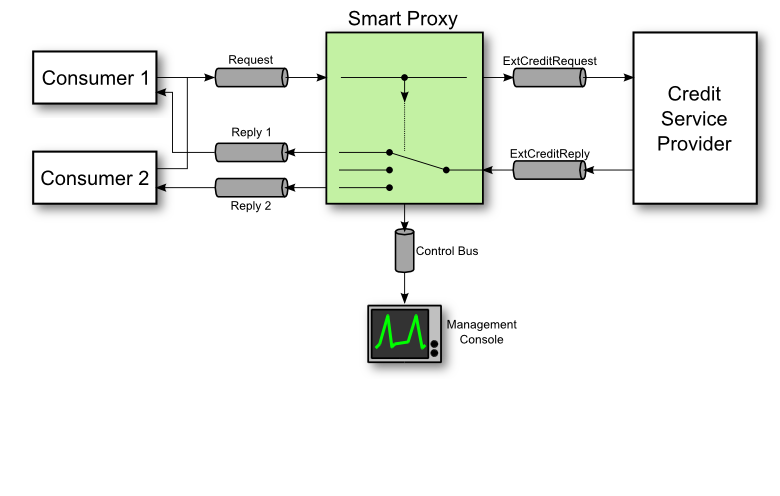 Smart Proxy
Request
ExtCreditRequest
Consumer 1
Credit
Service
Provider
Reply 1
ExtCreditReply
Consumer 2
Reply 2
Control Bus
Management
Console